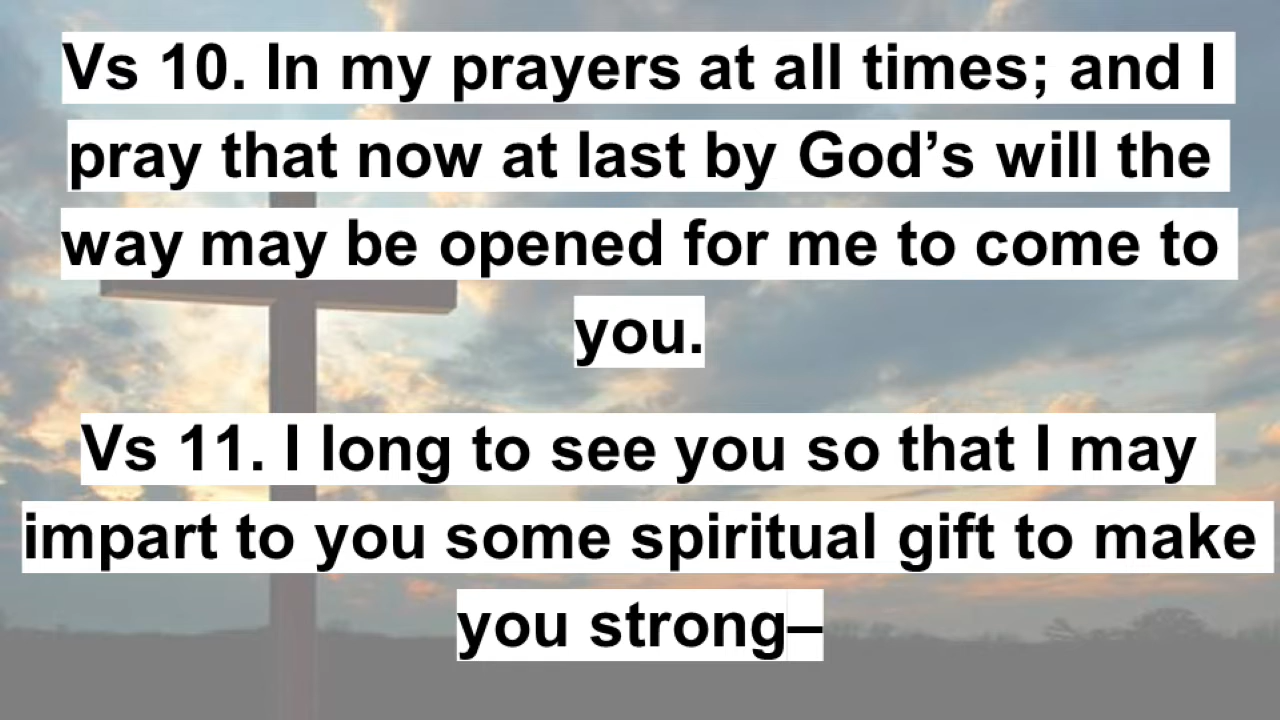 Vs 10. In my prayers at all times; and I
pray that now at last by God’s will the
way may be opened for me to come to
you.
Vs 11. I long to see you so that I may
impart to you some spiritual gift to make
you strong–